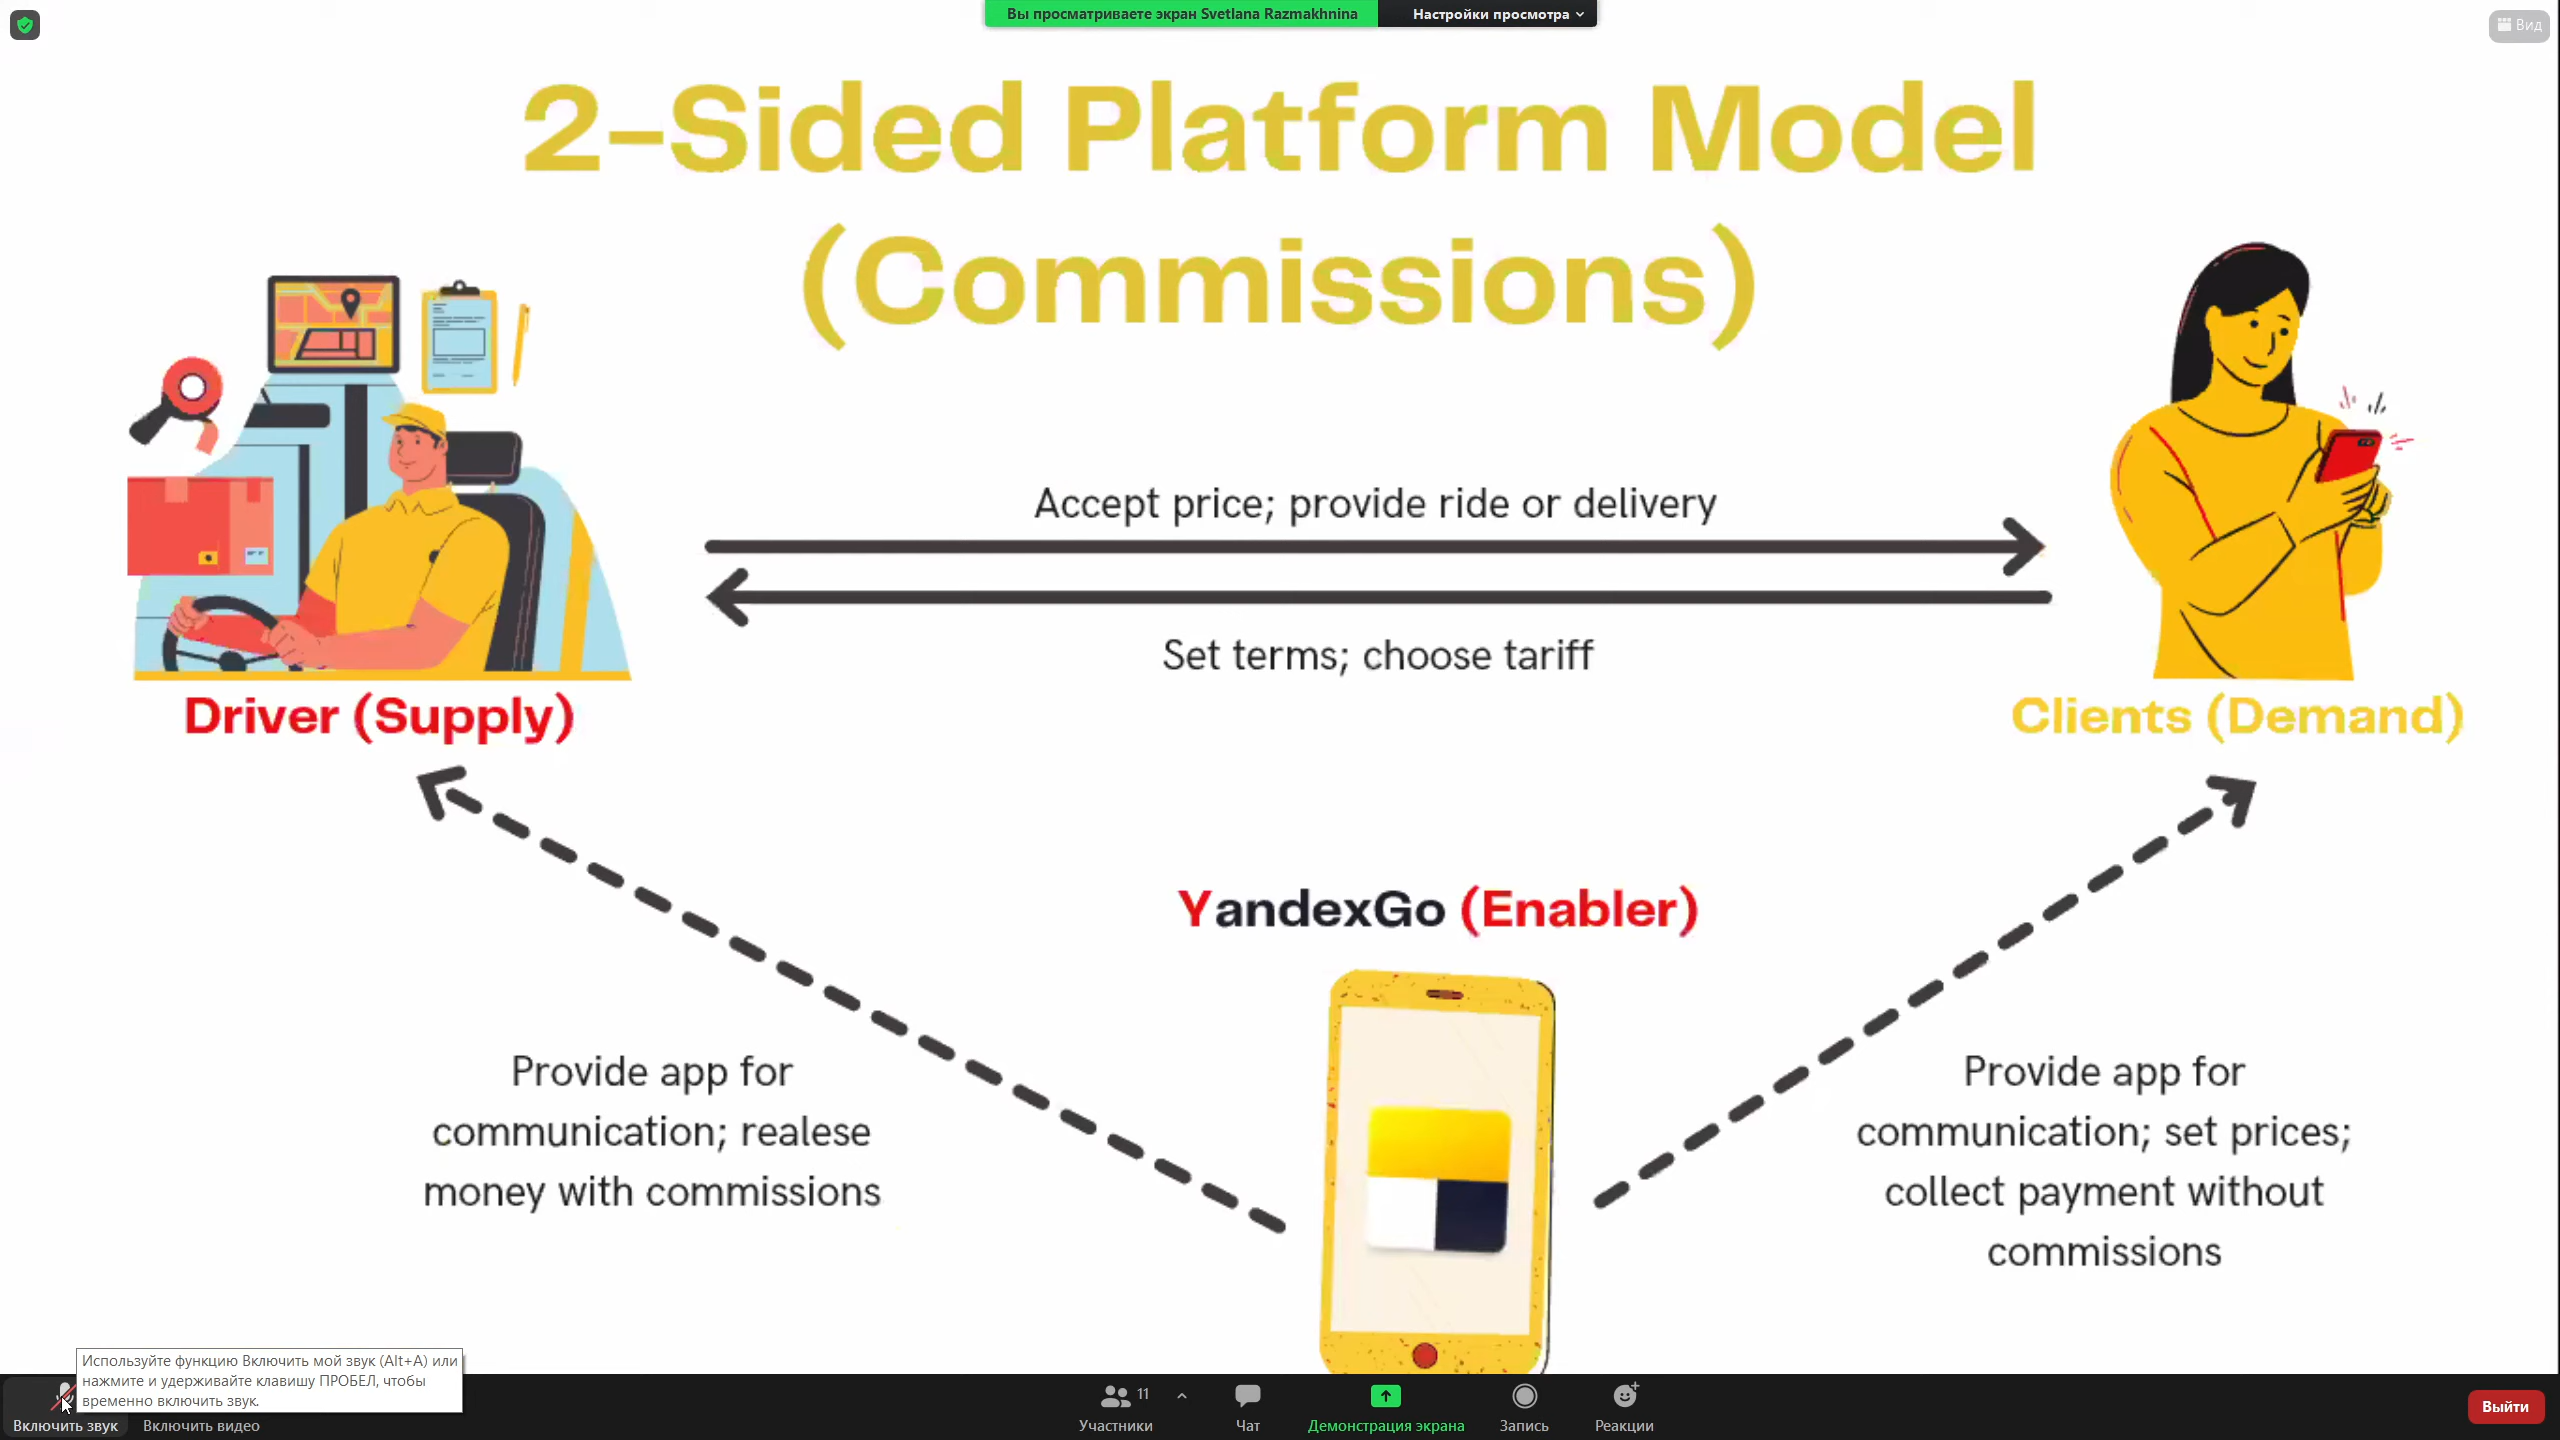 Вы просматриваете экран Svetlana Razmakhnina
Настройки просмотра
Вид
2-Sided Platform Model
(Commissions)
Accept price; provide ride or delivery
Set terms; choose tariff
Driver (Supply)
Clients (Demand)
YandexGo (Enabler)
Provide app for
communication; realese
money with commissions
Provide app for
communication; set prices;
collect payment without
commissions
Используйте функцию Включить мой звук (Alt+A) или
нажмите и удерживайте клавишу ПРОБЕЛ, чтобы
временно включить звук.
Включить звук
Включить видео
11
Участники
Чат
Демонстрация экрана
Запись
Реакции
Выйти